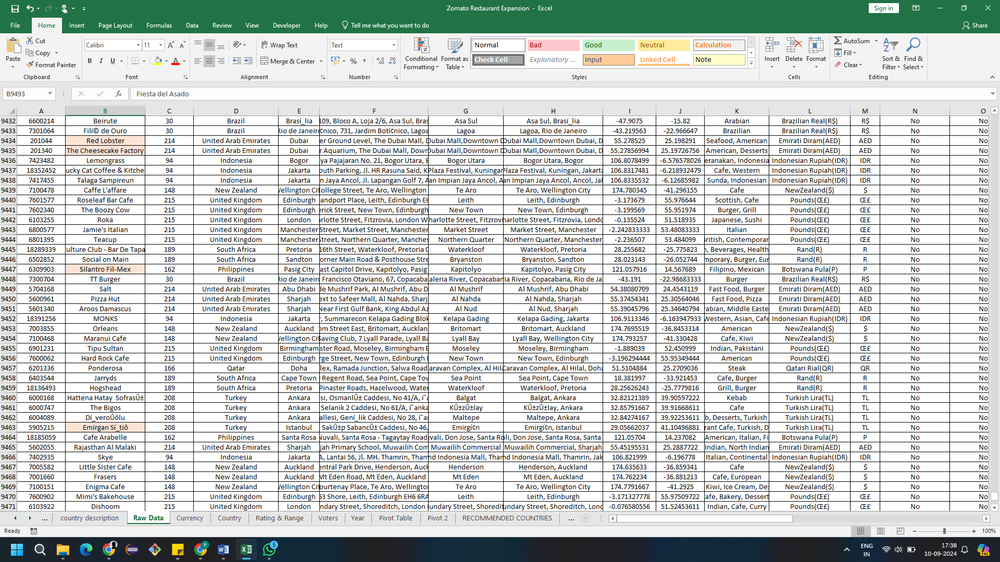 Zomato Restaurant Expansion - Excel
Sign in
File Home Insert Page Layout Formulas Data Review View Developer Help Tell me what you want to do Share
Paste Cut Copy Format Painter Clipboard
Calibri 11 B I U Font
Wrap Text Merge & Center Alignment
Text % Number
Conditional Formatting Format as Table
Normal Bad Good Neutral Calculation
Check Cell Explanatory ... Input Linked Cell Note
Styles
Insert Delete Format Cells
AutoSum Fill Clear Sort & Filter Find & Select Editing
B9493 fx Fiesta del Asado
A B C D E F G H I J K L M N O
9432 6600214 Beirute 30 Brazil Brasí_lia 109, Bloco A, Loja 2/6, Asa Sul, Bras Asa Sul Asa Sul, Brasí_lia -47.9075 -15.82 Arabian Brazilian Real(R$) R$ No No
9433 7301064 Filí© de Ouro 30 Brazil Rio de Janeiro ¢nico, 731, Jardim Botí¢nico, Lagoa Lagoa Lagoa, Rio de Janeiro -43.219563 -22.966647 Brazilian Brazilian Real(R$) R$ No No
9434 201044 Red Lobster 214 United Arab Emirates Dubai er Ground Level, The Dubai Mall, D Dubai Mall,Downtown D Dubai Mall,Downtown Dubai, D 55.278525 25.198291 Seafood, American Emirati Diram(AED) AED No No
9435 201340 The Cheesecake Factory 214 United Arab Emirates Dubai r Aquarium, The Dubai Mall, Down Dubai Mall,Downtown D Dubai Mall,Downtown Dubai, D 55.27856994 25.19726756 American, Desserts Emirati Diram(AED) AED No No
9436 7423482 Lemongrass 94 Indonesia Bogor ya Pajajaran No. 21, Bogor Utara, B Bogor Utara Bogor Utara, Bogor 106.8078499 -6.576578026 eranakan, Indonesia Indonesian Rupiah(IDR) IDR No No
9437 18352452 ucky Cat Coffee & Kitche 94 Indonesia Jakarta outh Parking, Jl. HR Rasuna Said, K Plaza Festival, Kuningan Plaza Festival, Kuningan, Jakarta 106.8317481 -6.218932479 Cafe, Western Indonesian Rupiah(IDR) IDR No No
9438 7417455 Talaga Sampireun 94 Indonesia Jakarta n Jaya Ancol, Jl. Lapangan Golf 7, A an Impian Jaya Ancol, A an Impian Jaya Ancol, Ancol, Jak 106.8335532 -6.12685982 Sunda, Indonesian Indonesian Rupiah(IDR) IDR No No
9439 7100478 Caffe L'affare 148 New Zealand Wellington Cit College Street, Te Aro, Wellington Te Aro Te Aro, Wellington City 174.780345 -41.296155 Cafe NewZealand($) $ No No
9440 7601577 Roseleaf Bar Cafe 215 United Kingdom Edinburgh andport Place, Leith, Edinburgh EH Leith Leith, Edinburgh -3.173679 55.976644 Scottish, Cafe Pounds(Œ£) Œ£ No No
9441 7602340 The Boozy Cow 215 United Kingdom Edinburgh erick Street, New Town, Edinburgh New Town New Town, Edinburgh -3.199569 55.951974 Burger, Grill Pounds(Œ£) Œ£ No No
9442 6103255 Roka 215 United Kingdom London arlotte Street, Fitzrovia, London W harlotte Street, Fitzrov harlotte Street, Fitzrovia, Londo -0.135524 51.518935 Japanese, Sushi Pounds(Œ£) Œ£ No No
9443 6800577 Jamie's Italian 215 United Kingdom Manchester Street, Market Street, Manchester Market Street Market Street, Manchester -2.242833333 53.48083333 Italian Pounds(Œ£) Œ£ No No
9444 6801395 Teacup 215 United Kingdom Manchester Street, Northern Quarter, Manches Northern Quarter Northern Quarter, Manchester -2.236507 53.484099 British, Contemporar Pounds(Œ£) Œ£ No No
9445 18289339 Culture Club - Bar De Tapa 189 South Africa Pretoria 16th Street, Waterkloof, Pretoria 0 Waterkloof Waterkloof, Pretoria 28.255682 -25.775823 n, Beverages, Health Rand(R) R No No
9446 6502852 Social on Main 189 South Africa Sandton orner Main Road & Posthouse Stre Bryanston Bryanston, Sandton 28.023143 -26.052744 mporary, Burger, Eur Rand(R) R No No
9447 6309903 Silantro Fil-Mex 162 Philippines Pasig City ast Capitol Drive, Kapitolyo, Pasig Kapitolyo Kapitolyo, Pasig City 121.057916 14.567689 Filipino, Mexican Botswana Pula(P) P No No
9448 7300704 TT Burger 30 Brazil Rio de Janeiro Francisco Otaviano, 67, Copacaba aleria River, Copacaban ia River, Copacabana, Rio de Ja -43.191 -22.98683333 Burger Brazilian Real(R$) R$ No No
9449 5704168 Salt 214 United Arab Emirates Abu Dhabi de Mushrif Park, Al Mushrif, Abu D Al Mushrif Al Mushrif, Abu Dhabi 54.38080709 24.4543119 Fast Food, Burger Emirati Diram(AED) AED No No
9450 5600961 Pizza Hut 214 United Arab Emirates Sharjah ext to Safeer Mall, Al Nahda, Sharj Al Nahda Al Nahda, Sharjah 55.37454341 25.30564046 Fast Food, Pizza Emirati Diram(AED) AED No No
9451 5601340 Aroos Damascus 214 United Arab Emirates Sharjah Near First Gulf Bank, King Abdul Az Al Nud Al Nud, Sharjah 55.39045796 25.34640794 rabian, Middle Easte Emirati Diram(AED) AED No No
9452 18391256 MONKS 94 Indonesia Jakarta r, Summarecon Kelapa Gading Blok Kelapa Gading Kelapa Gading, Jakarta 106.9113346 -6.163947933 Western, Asian, Cafe Indonesian Rupiah(IDR) IDR No No
9453 7003855 Orleans 148 New Zealand Auckland om Street East, Britomart, Aucklan Britomart Britomart, Auckland 174.7695519 -36.8453314 American NewZealand($) $ No No
9454 7100468 Maranui Cafe 148 New Zealand Wellington Cit Saving Club, 7 Lyall Parade, Lyall Ba Lyall Bay Lyall Bay, Wellington City 174.793257 -41.330428 Cafe, Kiwi NewZealand($) $ No No
9455 6901231 Tipu Sultan 215 United Kingdom Birmingham ster Road, Moseley, Birmingham B Moseley Moseley, Birmingham -1.889039 52.450999 Indian, Pakistani Pounds(Œ£) Œ£ No No
9456 7600062 Hard Rock Cafe 215 United Kingdom Edinburgh rge Street, New Town, Edinburgh E New Town New Town, Edinburgh -3.196294444 55.95349444 American Pounds(Œ£) Œ£ No No
9457 6201336 Ponderosa 166 Qatar Doha lex, Ramada Junction, Salwa Road Caravan Complex, Al Hila Caravan Complex, Al Hilal, Doha 51.5104884 25.2709036 Steak Qatari Rial(QR) QR No No
9458 6403544 Jarryds 189 South Africa Cape Town Regent Road, Sea Point, Cape Tow Sea Point Sea Point, Cape Town 18.381997 -33.921453 Cafe, Burger Rand(R) R No No
9459 18136493 Hogshead 189 South Africa Pretoria Pinaster Roads, Hazelwood, Water Waterkloof Waterkloof, Pretoria 28.25626243 -25.7779816 Grill, Burger Rand(R) R No No
9460 6000168 Hattena Hatay SofrasÛ± 208 Turkey Ankara si, OsmanlÛ± Caddesi, No 41/A, íˆ Balgat Balgat, Ankara 32.82121389 39.90597222 Kebab Turkish Lira(TL) TL No No
9461 6000747 The Bigos 208 Turkey Ankara Selanik 2 Caddesi, No 61/A, íˆanka KÛ±zÛ±lay KÛ±zÛ±lay, Ankara 32.85791667 39.91668611 Cafe Turkish Lira(TL) TL No No
9462 6004089 Dí_veroÛôlu 208 Turkey Ankara allesi, Gení_lik Caddesi, No 28, íˆa Maltepe Maltepe, Ankara 32.84274167 39.92253611 b, Desserts, Turkish Turkish Lira(TL) TL No No
9463 5905215 Emirgan Sí_tiô 208 Turkey Istanbul SakÛ±p SabancÛ± Caddesi, No 46, Emirgí¢n Emirgí¢n, Istanbul 29.05662037 41.10496881 rant Cafe, Turkish, D Turkish Lira(TL) TL No No
9464 18185059 Cafe Arabelle 162 Philippines Santa Rosa Nuvali, Santa Rosa - Tagaytay Road vali, Don Jose, Santa Ro li, Don Jose, Santa Rosa, Santa 121.05704 14.237082 American, Italian, Fi Botswana Pula(P) P No No
9465 5602055 Rajasthan Al Malaki 214 United Arab Emirates Sharjah jah Primary School, Muwailih Com Muwailih Commercial Muwailih Commercial, Sharjah 55.45195531 25.2887722 Indian, North Indian Emirati Diram(AED) AED No No
9466 7402935 Skye 94 Indonesia Jakarta A, Lantai 56, Jl. MH. Thamrin, Tham nd Indonesia Mall, Tham nd Indonesia Mall, Thamrin, Jak 106.821999 -6.196778 Italian, Continental Indonesian Rupiah(IDR) IDR No No
9467 7005582 Little Sister Cafe 148 New Zealand Auckland entral Park Drive, Henderson, Auck Henderson Henderson, Auckland 174.635633 -36.859341 Cafe NewZealand($) $ No No
9468 7001660 Frasers 148 New Zealand Auckland Mt Eden Road, Mt Eden, Auckland Mt Eden Mt Eden, Auckland 174.762234 -36.881213 Cafe, European NewZealand($) $ No No
9469 7100151 Enigma Cafe 148 New Zealand Wellington Cit ourtenay Place, Te Aro, Wellingto Te Aro Te Aro, Wellington City 174.7791667 -41.2925 Kiwi, Ice Cream, Des NewZealand($) $ No No
9470 7600902 Mimi's Bakehouse 215 United Kingdom Edinburgh 63 Shore, Leith, Edinburgh EH6 6RA Leith Leith, Edinburgh -3.171327778 55.97509722 afe, Bakery, Dessert Pounds(Œ£) Œ£ No No
9471 6103922 Dishoom 215 United Kingdom London ndary Street, Shoreditch, London undary Street, Shoredit undary Street, Shoreditch, Lond -0.076580556 51.52453611 Indian, Cafe, Curry Pounds(Œ£) Œ£ No No
... country description Raw Data Currency Country Rating & Range Voters Year Pivot Table Pivot 2 RECOMMENDED COUNTRIES ...
Ready 100%
5 ENG IN 17:38 10-09-2024